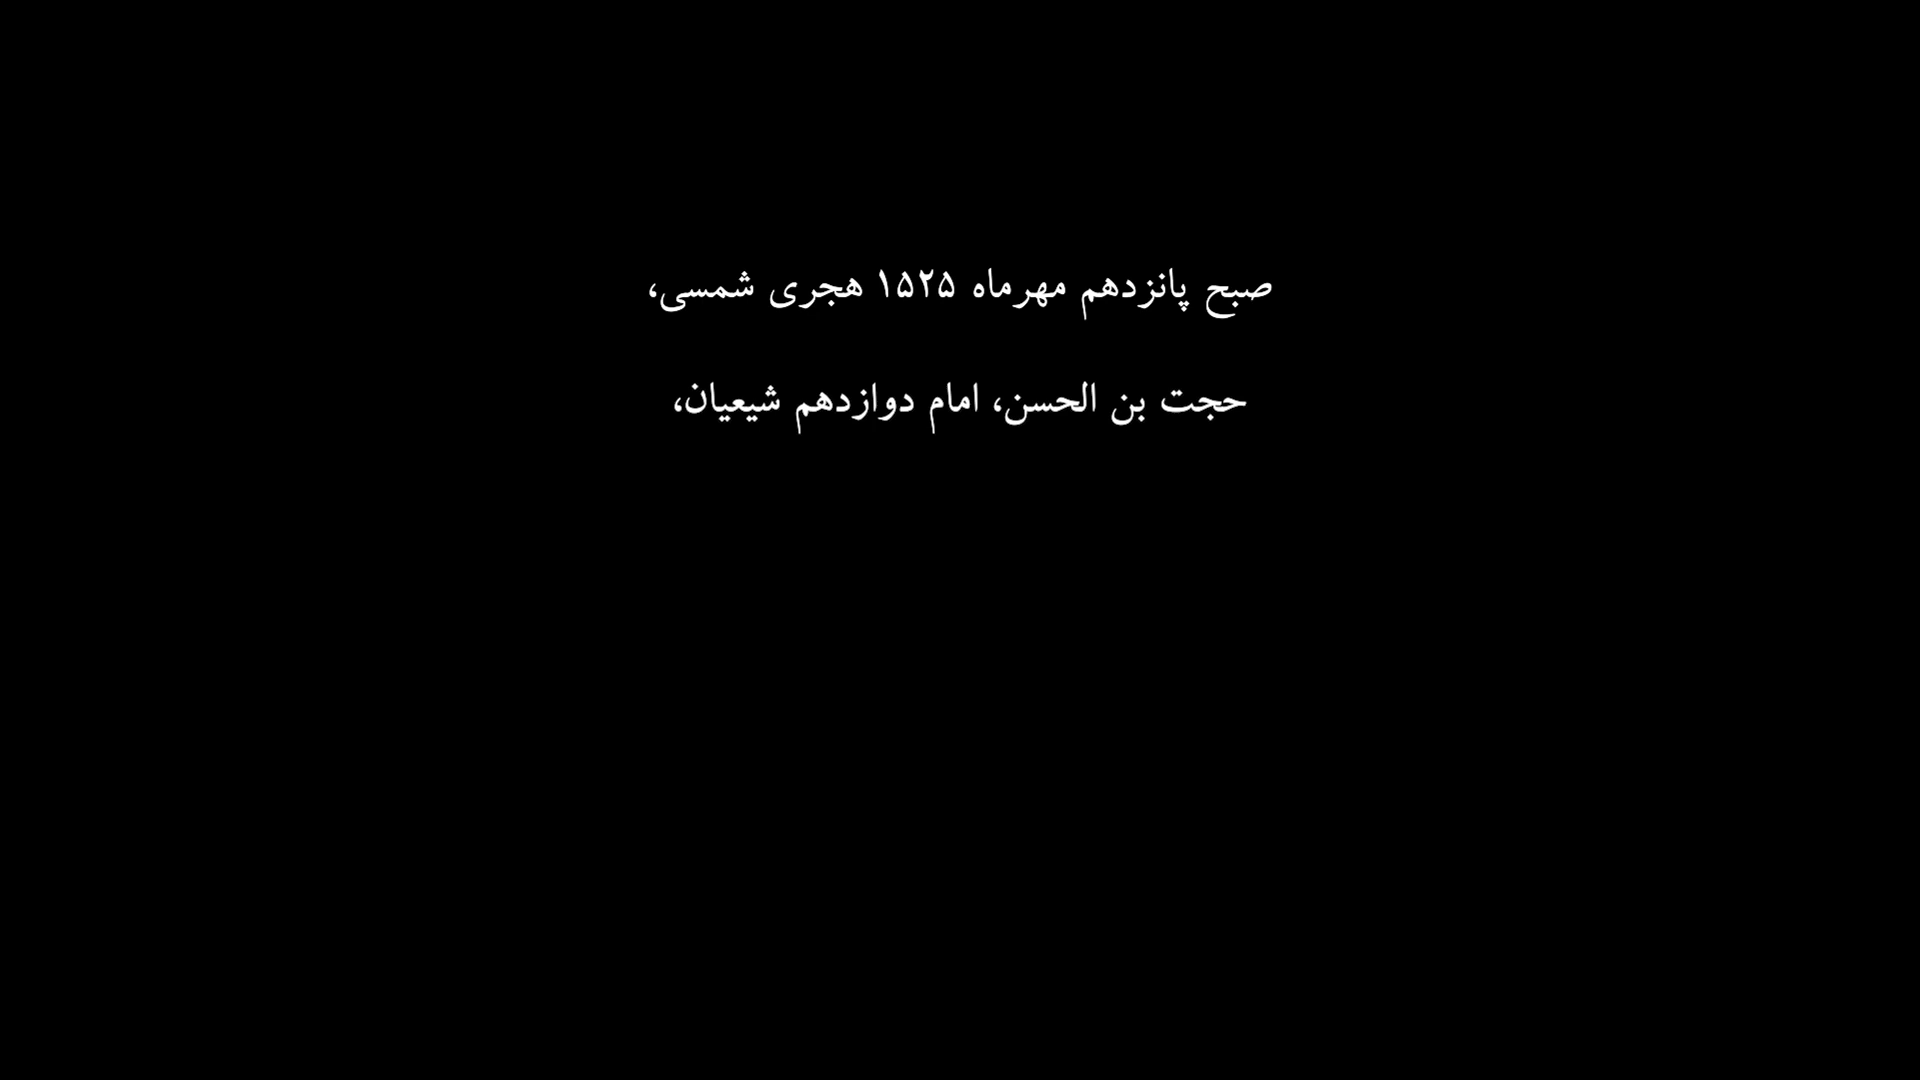 صبح پانزدهم مهرماه ۱۵۲۵ هجری شمسی،
حجت بن الحسن، امام دوازدهم شیعیان،